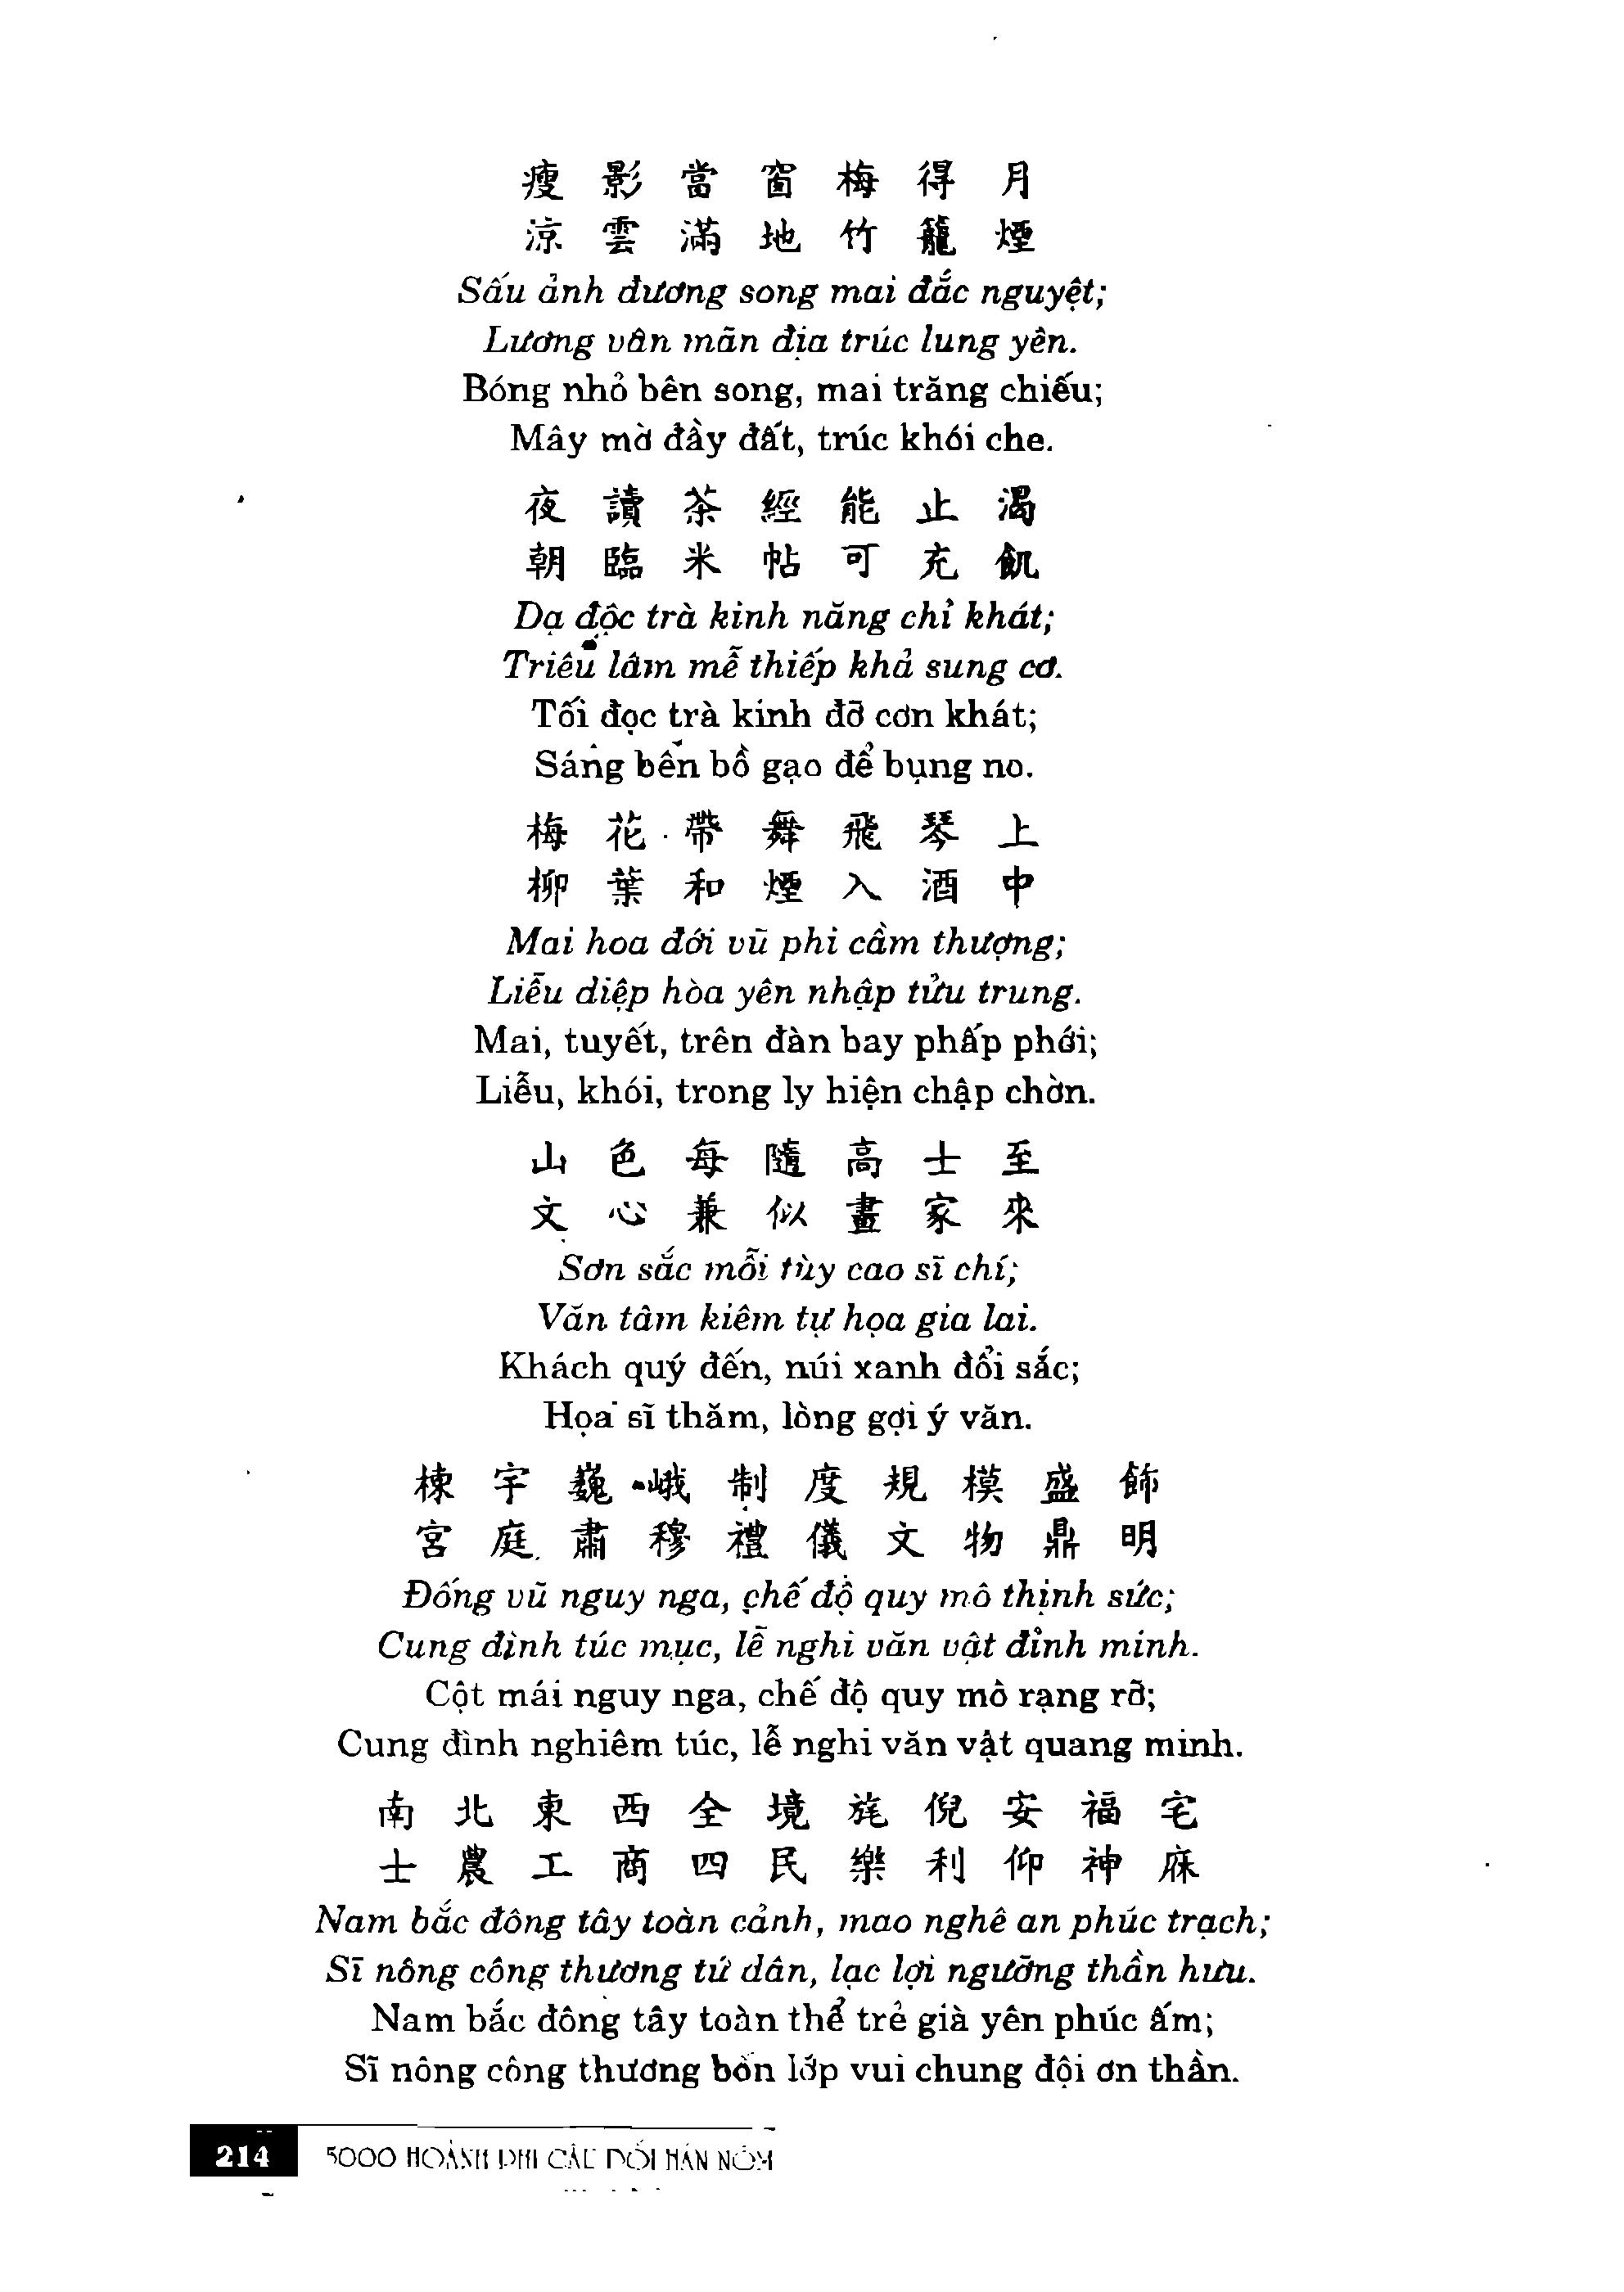 瘦影當窗梅得月
涼雲滿地竹籠煙
Sấu ảnh đương song mai đắc nguyệt;
Lương vân mãn địa trúc lung yên.
Bóng nhỏ bên song, mai trăng chiếu;
Mây mờ đầy đất, trúc khói che.
夜讀茶經能止渴
朝臨米帖可充飢
Dạ độc trà kinh năng chỉ khát;
Triêu lâm mễ thiếp khả sung cơ.
Tối đọc trà kinh đỡ cơn khát;
Sáng bên bồ gạo để bụng no.
梅花帶舞飛琴上
柳葉和煙入酒中
Mai hoa đới vũ phi cầm thượng;
Liễu diệp hòa yên nhập tửu trung.
Mai, tuyết, trên đàn bay phấp phới;
Liễu, khói, trong ly hiện chập chờn.
山色每隨高士至
文心兼似畫家來
Sơn sắc mỗi tùy cao sĩ chí;
Văn tâm kiêm tự họa gia lai.
Khách quý đến, núi xanh đổi sắc;
Họa sĩ thăm, lòng gợi ý văn.
棟宇巍峨制度規模盛飾
宮庭肅穆禮儀文物鼎明
Đống vũ nguy nga, chế độ quy mô thịnh sức;
Cung đình túc mục, lễ nghi văn vật đỉnh minh.
Cột mái nguy nga, chế độ quy mô rạng rỡ;
Cung đình nghiêm túc, lễ nghi văn vật quang minh.
南北東西全境旄倪安福宅
士農工商四民樂利仰神庥
Nam bắc đông tây toàn cảnh, mao nghê an phúc trạch;
Sĩ nông công thương tứ dân, lạc lợi ngưỡng thần hưu.
Nam bắc đông tây toàn thể trẻ già yên phúc ấm;
Sĩ nông công thương bốn lớp vui chung đội ơn thần.
214 5000 HOÀNH PHI CÂU ĐỐI HÁN NÔM